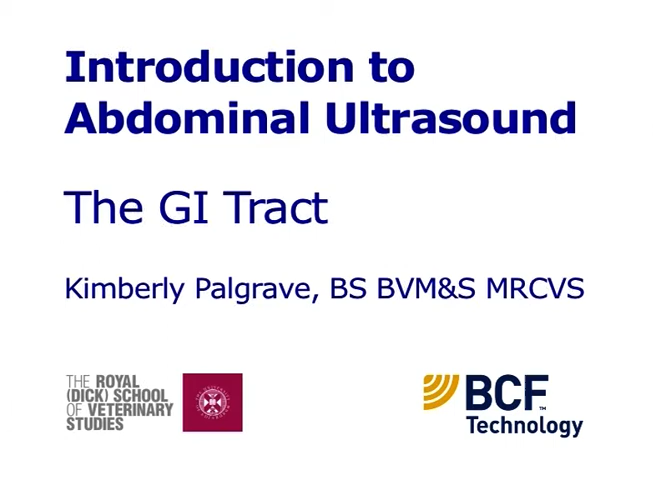 Introduction to
Abdominal Ultrasound
The GI Tract
Kimberly Palgrave, BS BVM&S MRCVS
THE ROYAL
(DICK) SCHOOL
OF VETERINARY
STUDIES
BCF™
Technology